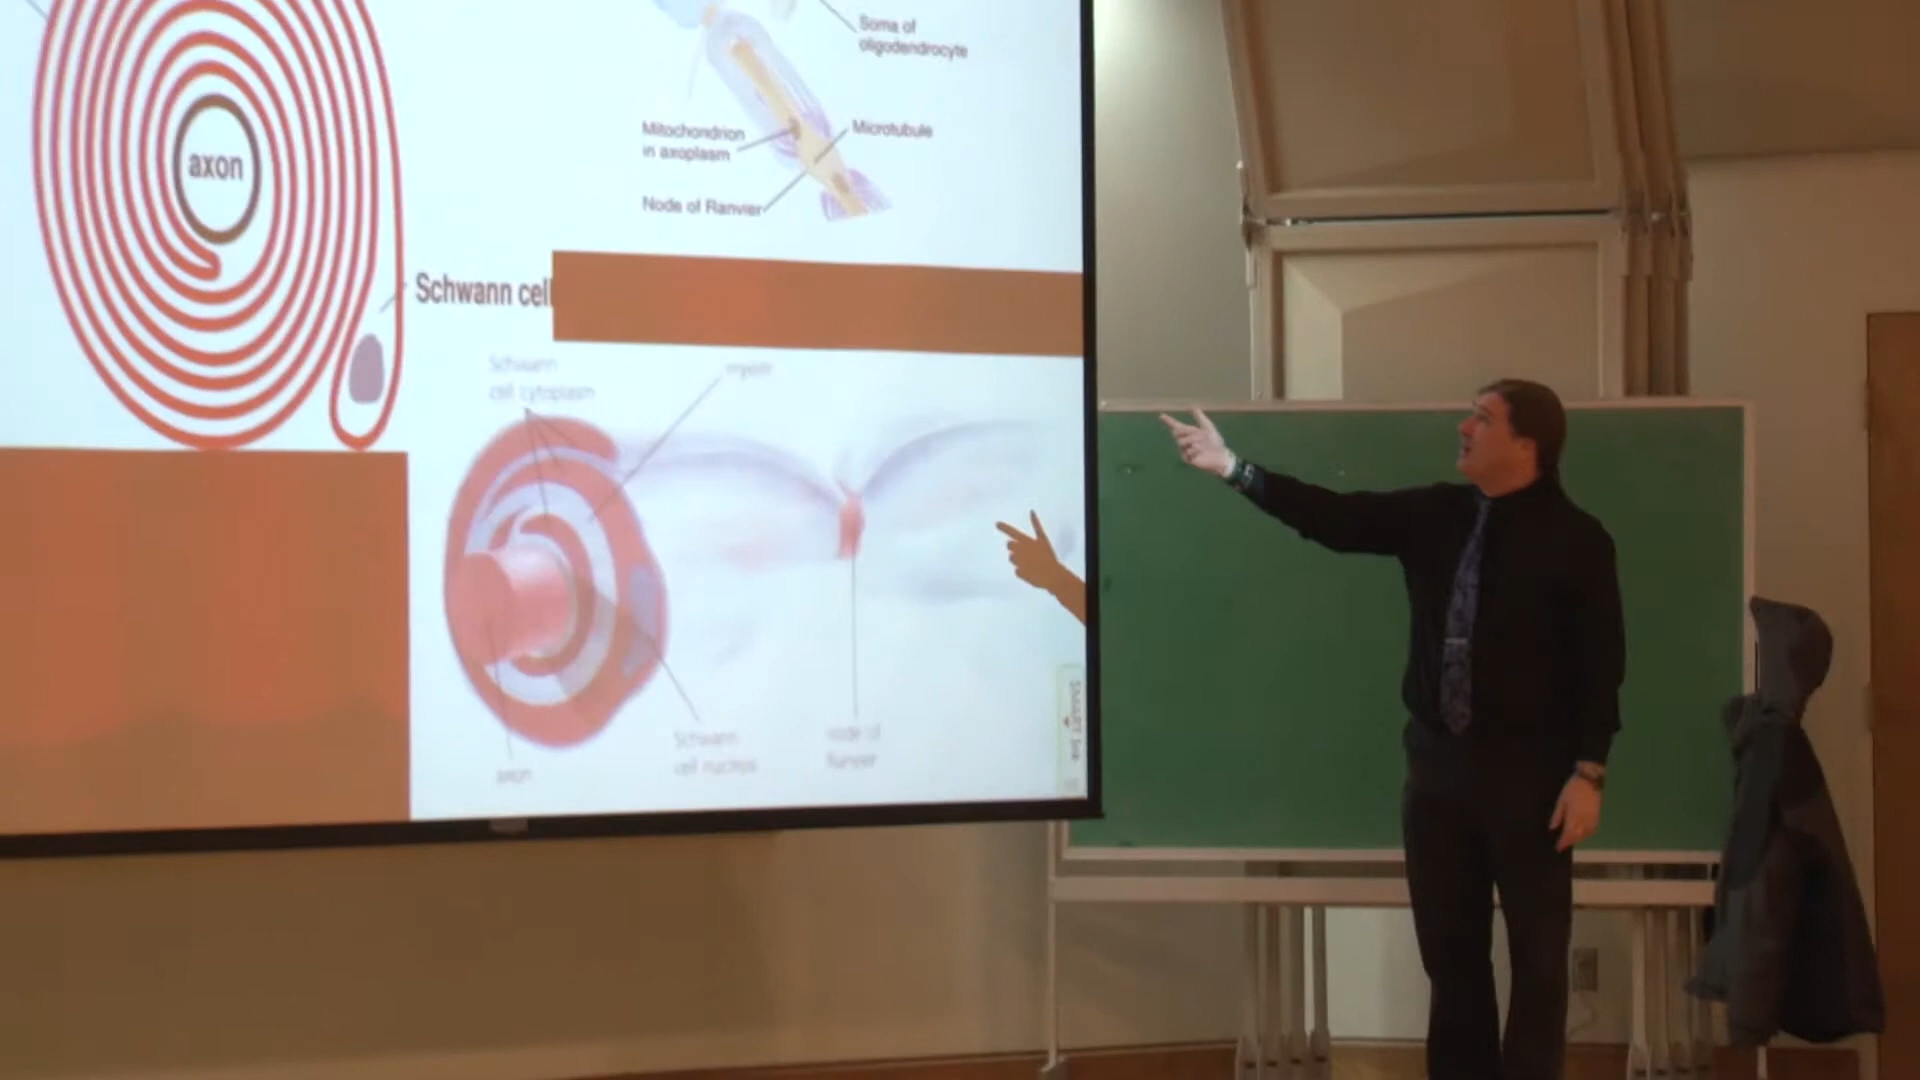 Soma of
oligodendrocyte
axon
Mitochondrion
in axoplasm
Microtubule
Node of Ranvier
Schwann cell
Schwann
cell cytoplasm
myelin
Schwann
cell nucleus
node of
Ranvier
axon
SMART